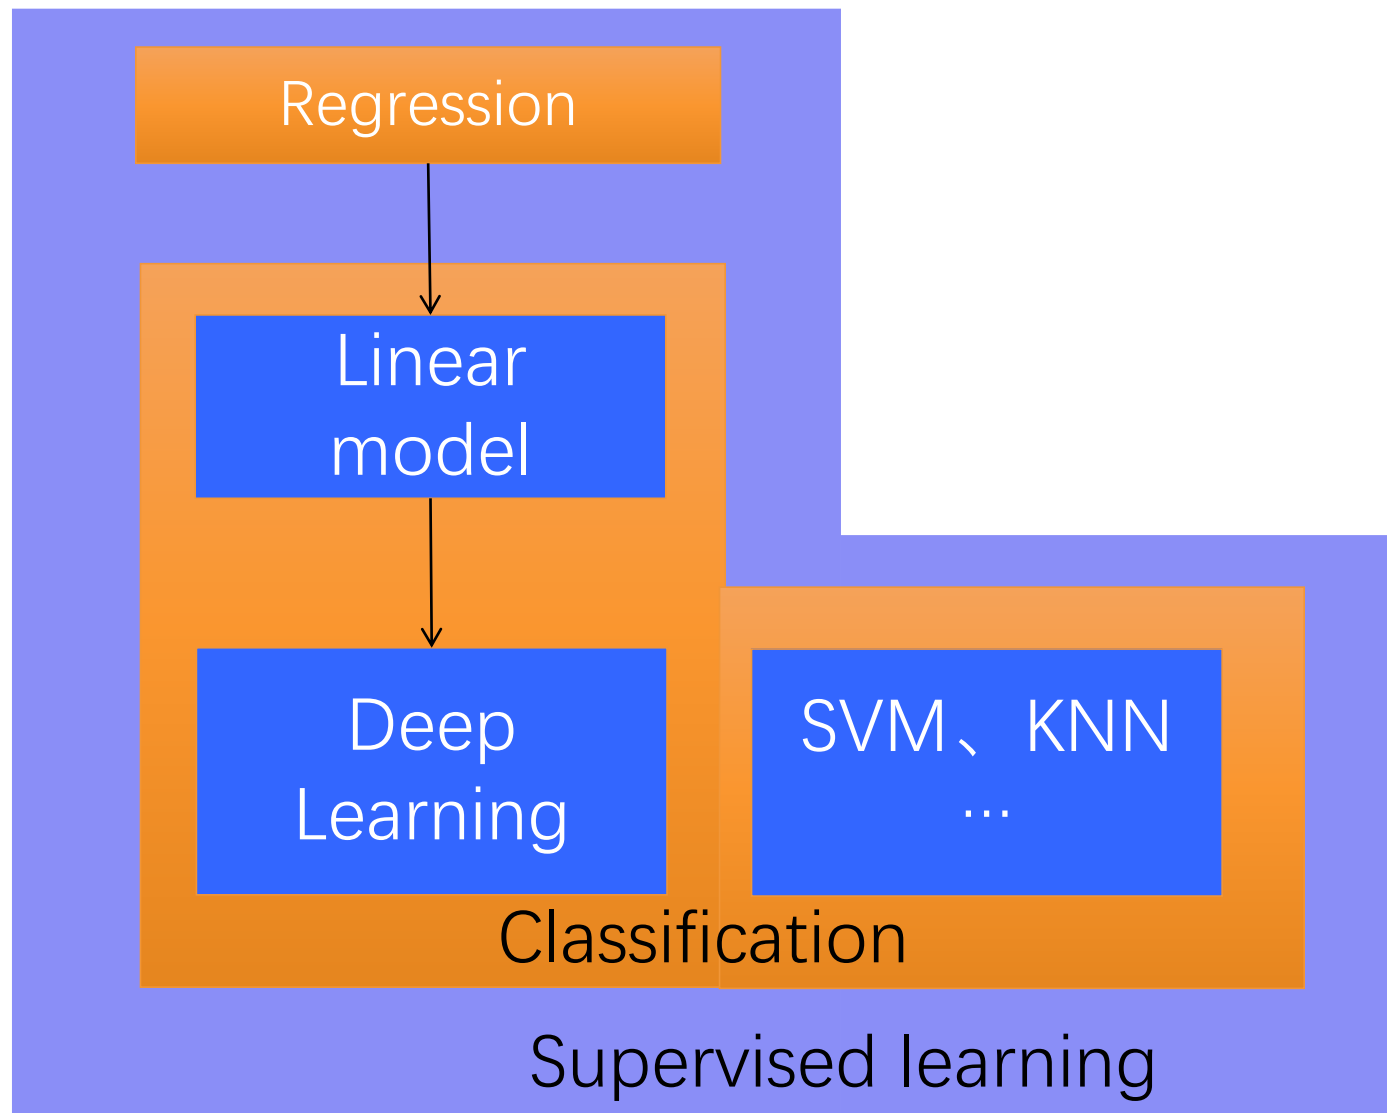 Regression
Linear
model
Deep
Learning
SVM、KNN
...
Classification
Supervised learning